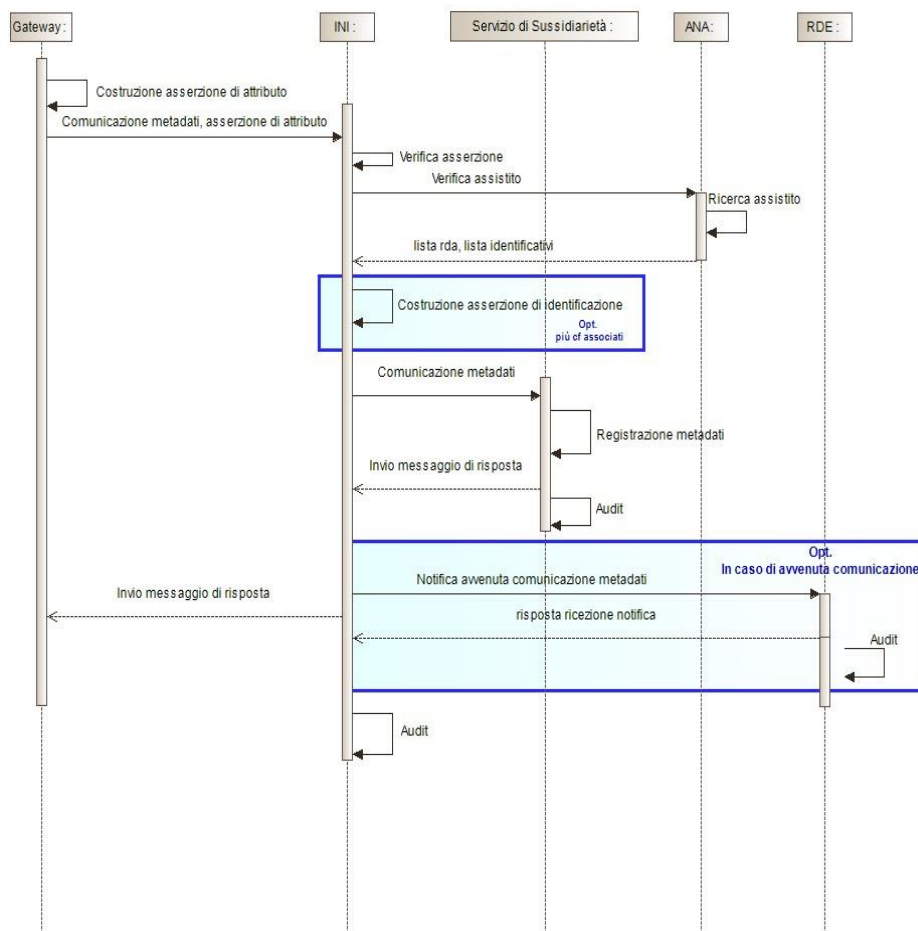 Gateway :
INI :
Servizio di Sussidiarietà :
ANA:
RDE:
Costruzione asserzione di attributo
Comunicazione metadati, asserzione di attributo
Verifica asserzione
Verifica assistito
Ricerca assistito
lista rda, lista identificativi
Costruzione asserzione di identificazione
Opt.
più cf associati
Comunicazione metadati
Registrazione metadati
Invio messaggio di risposta
Audit
Opt.
In caso di avvenuta comunicazione
Notifica avvenuta comunicazione metadati
Invio messaggio di risposta
risposta ricezione notifica
Audit
Audit